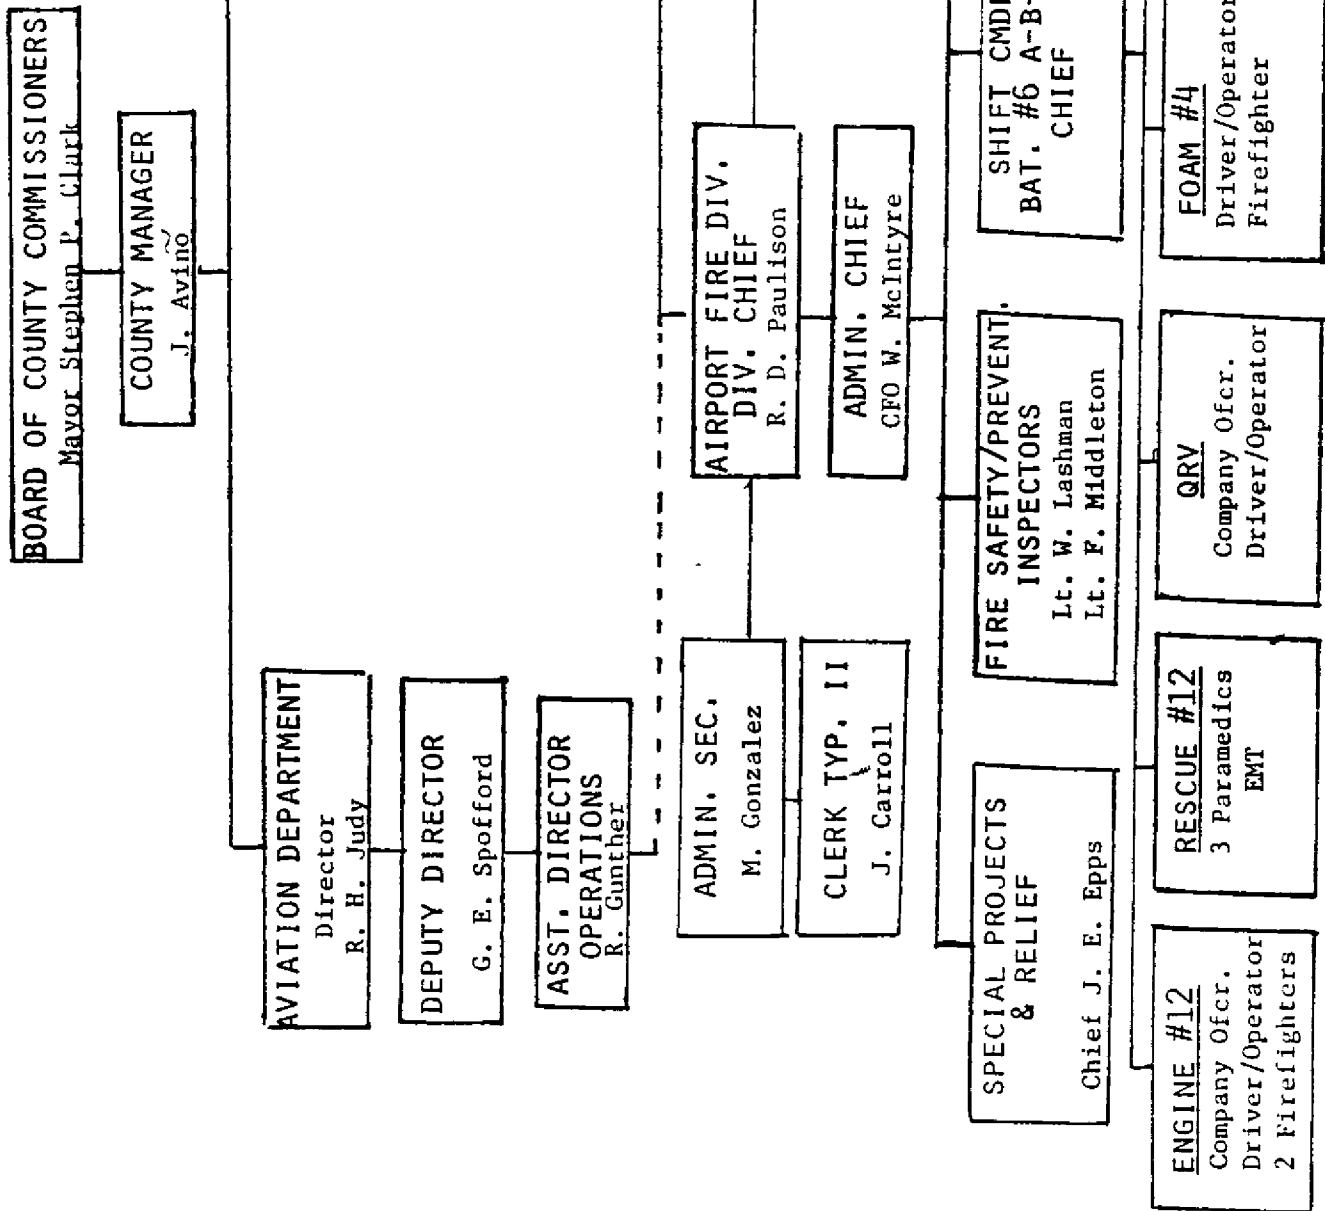 BOARD OF COUNTY COMMISSIONERS
Mayor Stephen P. Clark
COUNTY MANAGER
J. Aviño
AVIATION DEPARTMENT
Director
R. H. Judy
DEPUTY DIRECTOR
G. E. Spofford
ASST. DIRECTOR
OPERATIONS
R. Gunther
ADMIN. SEC.
M. Gonzalez
CLERK TYP. II
J. Carroll
AIRPORT FIRE DIV.
DIV. CHIEF
R. D. Paulison
ADMIN. CHIEF
CFO W. McIntyre
SPECIAL PROJECTS
& RELIEF
Chief J. E. Epps
FIRE SAFETY/PREVENT.
INSPECTORS
Lt. W. Lashman
Lt. F. Middleton
SHIFT CMD
BAT. #6 A-B-
CHIEF
ENGINE #12
Company Ofcr.
Driver/Operator
2 Firefighters
RESCUE #12
3 Paramedics
EMT
QRV
Company Ofcr.
Driver/Operator
FOAM #4
Driver/Operator
Firefighter